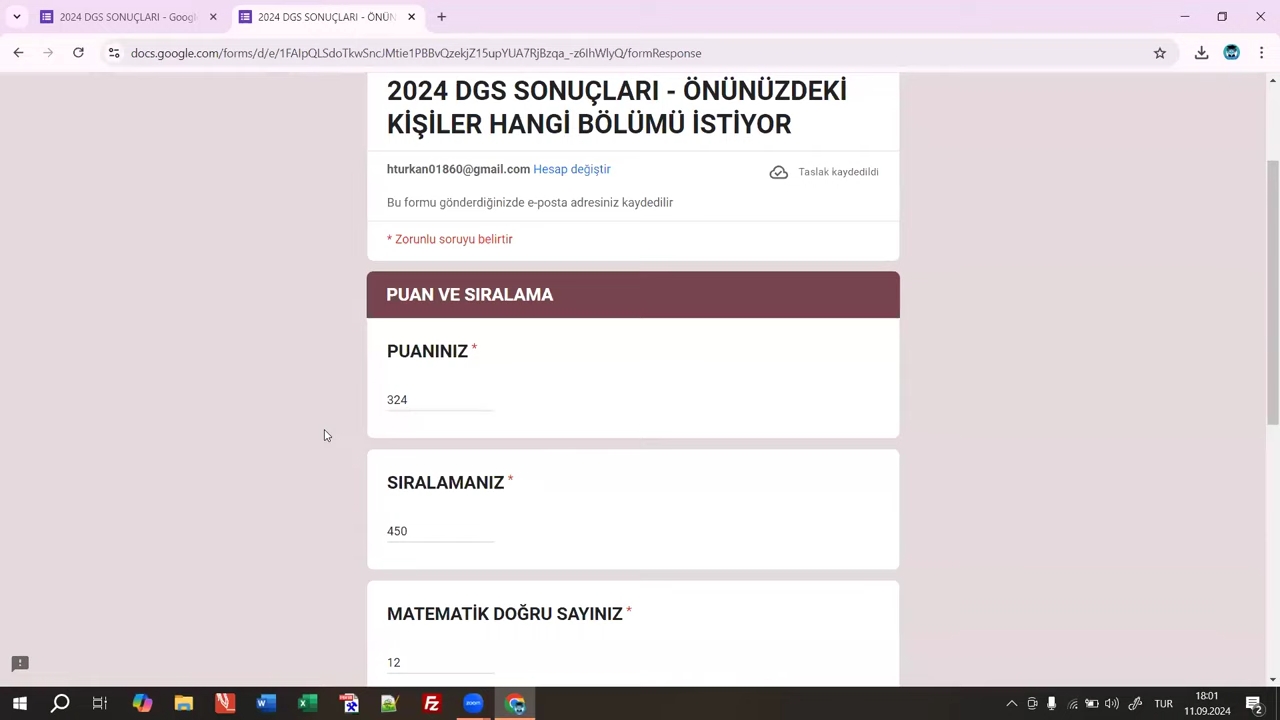 2024 DGS SONUÇLARI - Googl
2024 DGS SONUÇLARI - ÖNÜN
docs.google.com/forms/d/e/1FAIpQLSdoTkwSncJMtie1PBBvQzekjZ15upYUA7RjBzqa_-z6IhWlyQ/formResponse
2024 DGS SONUÇLARI - ÖNÜNÜZDEKİ
KİŞİLER HANGİ BÖLÜMÜ İSTİYOR
hturkan01860@gmail.com Hesap değiştir
Taslak kaydedildi
Bu formu gönderdiğinizde e-posta adresiniz kaydedilir
* Zorunlu soruyu belirtir
PUAN VE SIRALAMA
PUANINIZ *
324
SIRALAMANIZ *
450
MATEMATİK DOĞRU SAYINIZ *
12
zoom
TUR
18:01
11.09.2024
2